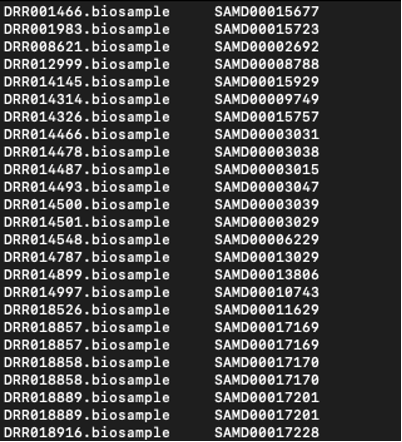 DRR001466.biosample SAMD00015677
DRR001983.biosample SAMD00015723
DRR008621.biosample SAMD00002692
DRR012999.biosample SAMD00008788
DRR014145.biosample SAMD00015929
DRR014314.biosample SAMD00009749
DRR014326.biosample SAMD00015757
DRR014466.biosample SAMD00003031
DRR014478.biosample SAMD00003038
DRR014487.biosample SAMD00003015
DRR014493.biosample SAMD00003047
DRR014500.biosample SAMD00003039
DRR014501.biosample SAMD00003029
DRR014548.biosample SAMD00006229
DRR014787.biosample SAMD00013029
DRR014899.biosample SAMD00013806
DRR014997.biosample SAMD00010743
DRR018526.biosample SAMD00011629
DRR018857.biosample SAMD00017169
DRR018857.biosample SAMD00017169
DRR018858.biosample SAMD00017170
DRR018858.biosample SAMD00017170
DRR018889.biosample SAMD00017201
DRR018889.biosample SAMD00017201
DRR018916.biosample SAMD00017228